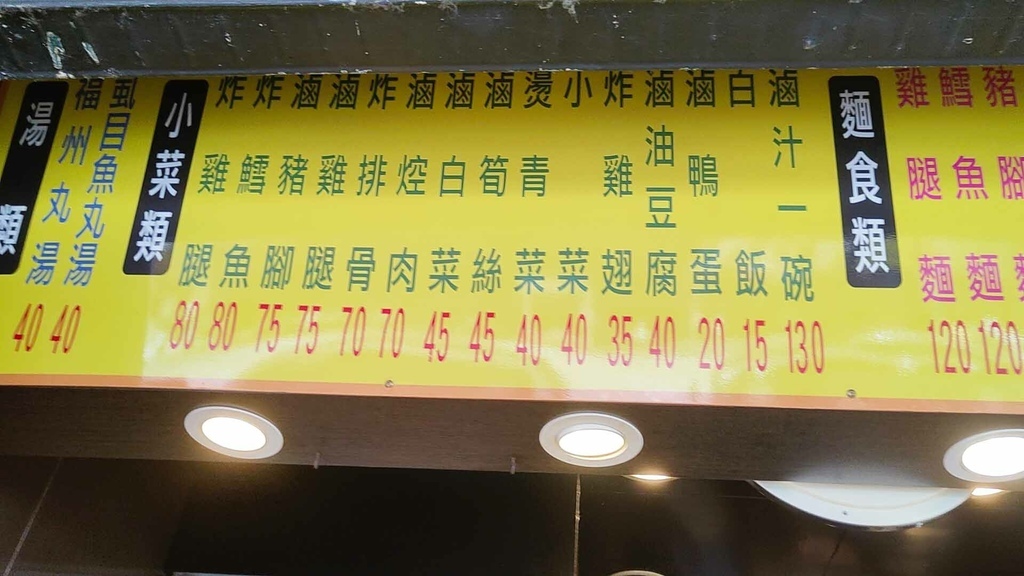 湯類
福州丸湯 40
虱目魚丸湯 40
小菜類
炸雞腿 80
炸鱈魚 80
滷豬腳 75
滷雞腿 75
炸排骨 70
滷焢肉 70
滷白菜 45
滷筍絲 45
燙青菜 40
小菜 40
炸雞翅 35
滷油豆腐 40
滷鴨蛋 20
白飯 15
滷汁一碗 130
麵食類
雞腿麵 120
鱈魚麵 120
豬腳麵